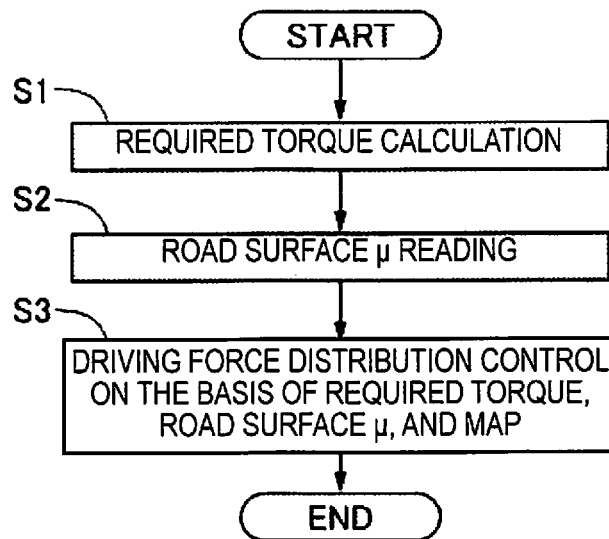 START
S1
REQUIRED TORQUE CALCULATION
S2
ROAD SURFACE μ READING
S3
DRIVING FORCE DISTRIBUTION CONTROL
ON THE BASIS OF REQUIRED TORQUE,
ROAD SURFACE μ, AND MAP
END